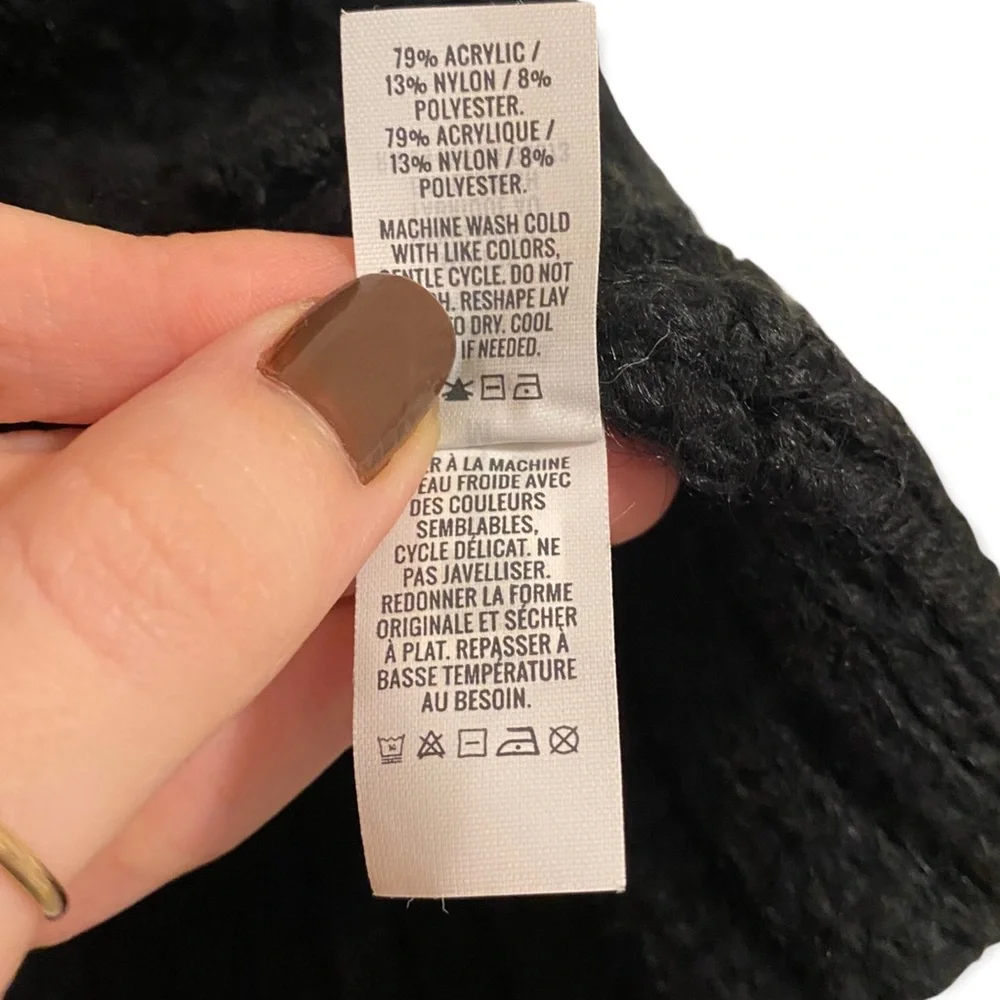 79% ACRYLIC /
13% NYLON / 8%
POLYESTER.
79% ACRYLIQUE /
13% NYLON / 8%
POLYESTER.
MACHINE WASH COLD
WITH LIKE COLORS,
CYCLE. DO NOT
RESHAPE LAY
DRY. COOL
IF NEEDED.
À LA MACHINE
EAU FROIDE AVEC
DES COULEURS
SEMBLABLES,
CYCLE DÉLICAT. NE
PAS JAVELLISER.
REDONNER LA FORME
ORIGINALE ET SÉCHER
À PLAT. REPASSER À
BASSE TEMPÉRATURE
AU BESOIN.